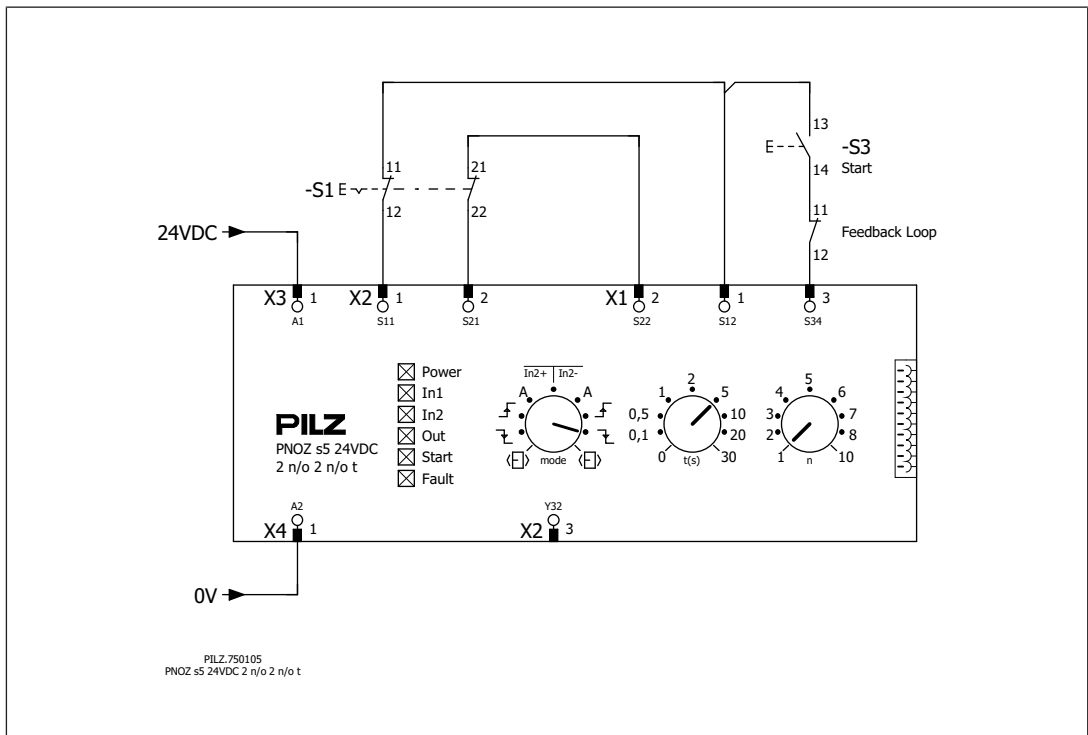 13
E -S3
14 Start
11 21
-S1 E
12 22
11
Feedback Loop
12
24VDC
X3 1 X2 1 2 X1 2 1 3
A1 S11 S21 S22 S12 S34
Power
In1
In2
Out
Start
Fault
PILZ
PNOZ s5 24VDC
2 n/o 2 n/o t
In2+ In2-
A A
mode
2
1 5
0,5 10
0,1 20
0 t(s) 30
5
4 6
3 7
2 8
1 n 10
A2 Y32
X4 1 X2 3
0V
PILZ.750105
PNOZ s5 24VDC 2 n/o 2 n/o t